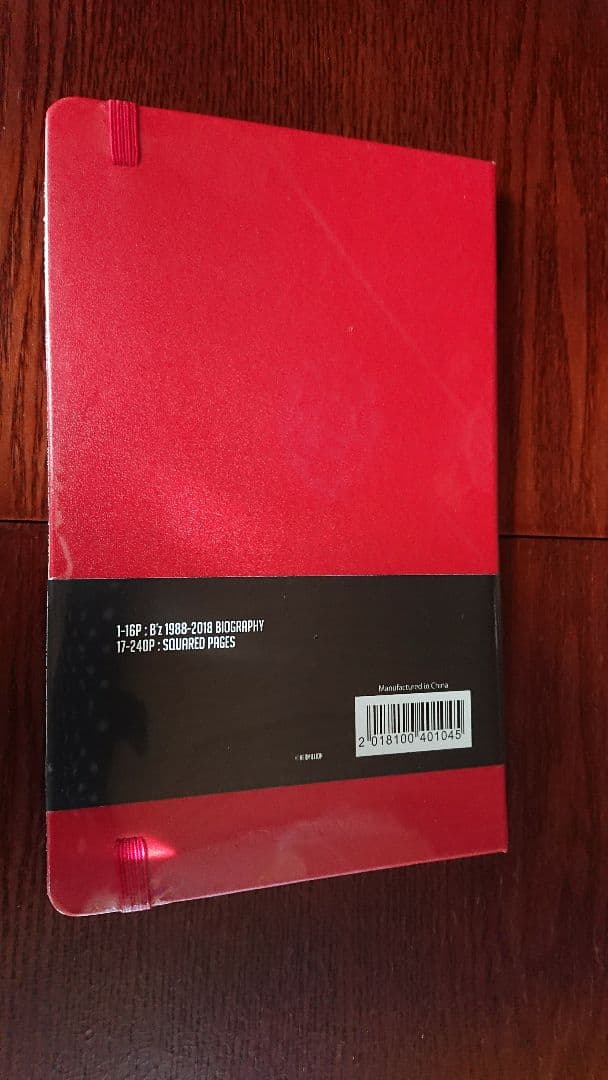 1-16P : B'z 1988-2018 BIOGRAPHY
17-240P : SQUARED PAGES
Manufactured in China
2 018100 401045